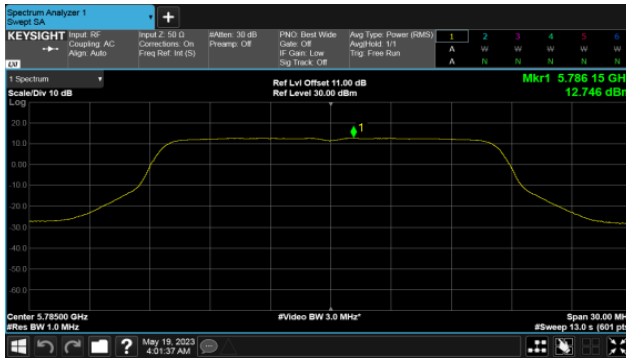 Spectrum Analyzer 1
Swept SA
+
KEYSIGHT
Input: RF
Coupling: AC
Align: Auto
Input Z: 50 Ω
Corrections: On
Freq Ref: Int (S)
#Atten: 30 dB
Preamp: Off
PNO: Best Wide
Gate: Off
IF Gain: Low
Sig Track: Off
Avg Type: Power (RMS)
Avg|Hold: 1/1
Trig: Free Run
1 2 3 4 5 6
A W W W W W
A N N N N N
LXI
1 Spectrum
Scale/Div 10 dB
Log
Ref Lvl Offset 11.00 dB
Ref Level 30.00 dBm
Mkr1 5.786 15 GH
12.746 dBm
1
20.0
10.0
0.00
-10.0
-20.0
-30.0
-40.0
-50.0
-60.0
Center 5.78500 GHz
#Res BW 1.0 MHz
#Video BW 3.0 MHz*
Span 30.00 MH
#Sweep 13.0 s (601 pts
?
May 19, 2023
4:01:37 AM